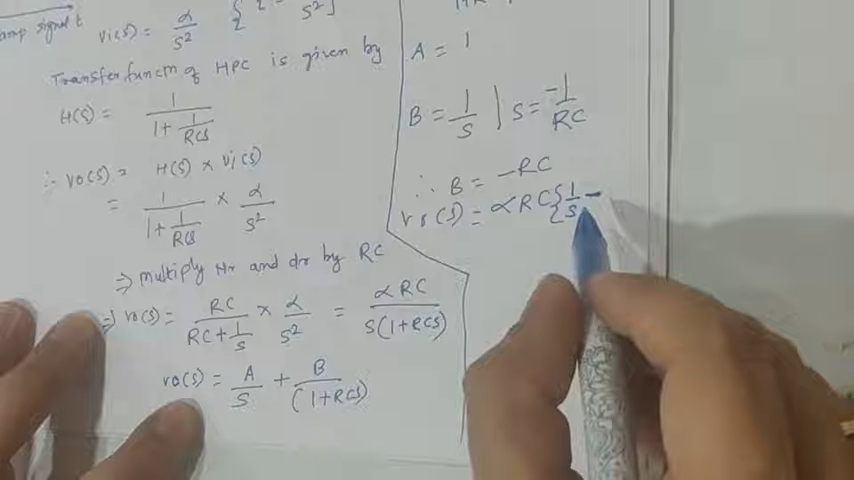 amp signal t
Vi(s) = α/s²
Transfer functn of HPC is given by
H(s) = 1/(1 + 1/RCS)
∴ Vo(s) = H(s) × Vi(s)
= 1/(1 + 1/RCS) × α/s²
⇒ multiply Nr and dr by RC
⇒ Vo(s) = RC/(RC + 1/s) × α/s² = αRC/(s(1+RCS))
Vo(s) = A/s + B/(1+RCS)
A = 1
B = 1/s | s = -1/RC
∴ B = -RC
Vo(s) = αRC{1/s -